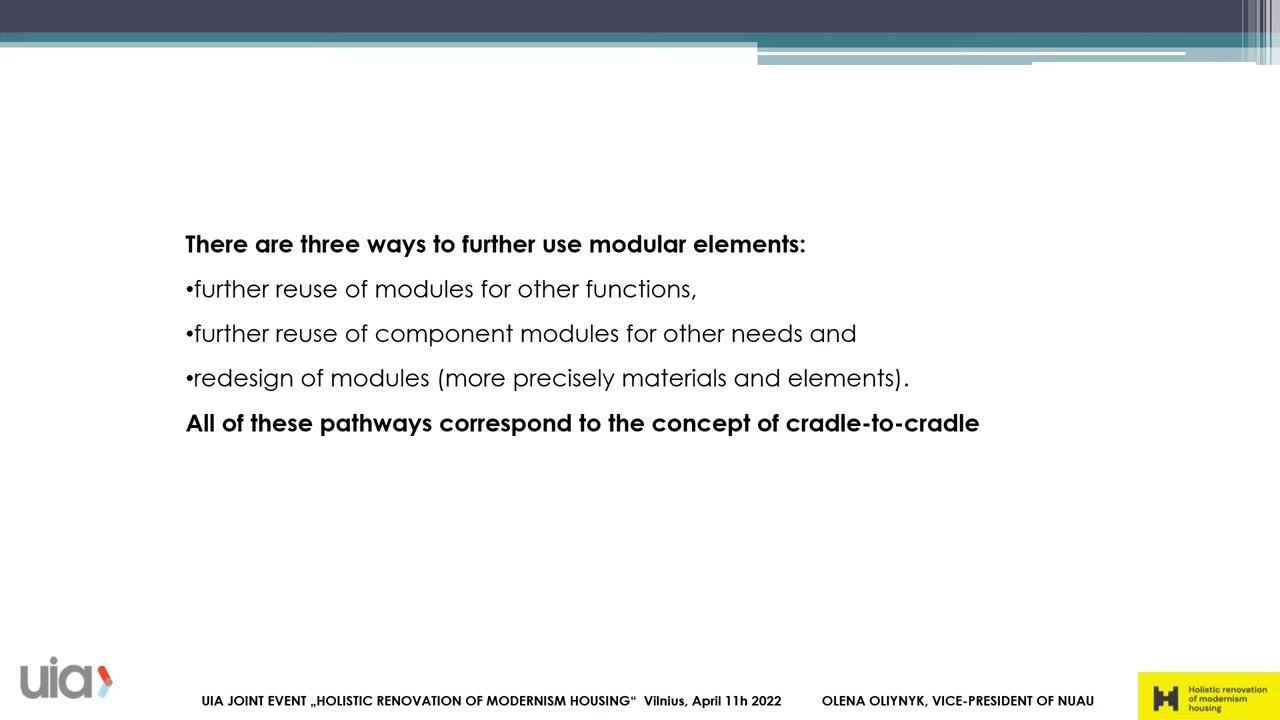 There are three ways to further use modular elements:
•further reuse of modules for other functions,
•further reuse of component modules for other needs and
•redesign of modules (more precisely materials and elements).
All of these pathways correspond to the concept of cradle-to-cradle
uia
UIA JOINT EVENT „HOLISTIC RENOVATION OF MODERNISM HOUSING“ Vilnius, April 11h 2022 OLENA OLIYNYK, VICE-PRESIDENT OF NUAU
H
Holistic renovation
of modernism
housing